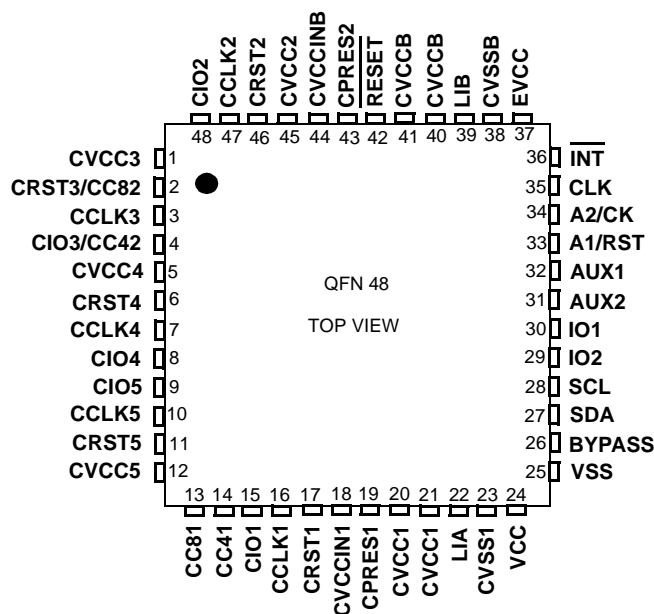 CIO2
CCLK2
CRST2
CVCC2
CVCCINB
CPRES2
RESET
CVCCB
CVCCB
LIB
CVSSB
EVCC
48 47 46 45 44 43 42 41 40 39 38 37
CVCC3 1
CRST3/CC82 2
CCLK3 3
CIO3/CC42 4
CVCC4 5
CRST4 6
CCLK4 7
CIO4 8
CIO5 9
CCLK5 10
CRST5 11
CVCC5 12
QFN 48
TOP VIEW
36 INT
35 CLK
34 A2/CK
33 A1/RST
32 AUX1
31 AUX2
30 IO1
29 IO2
28 SCL
27 SDA
26 BYPASS
25 VSS
13 14 15 16 17 18 19 20 21 22 23 24
CC81
CC41
CIO1
CCLK1
CRST1
CVCCIN1
CPRES1
CVCC1
CVCC1
LIA
CVSS1
VCC